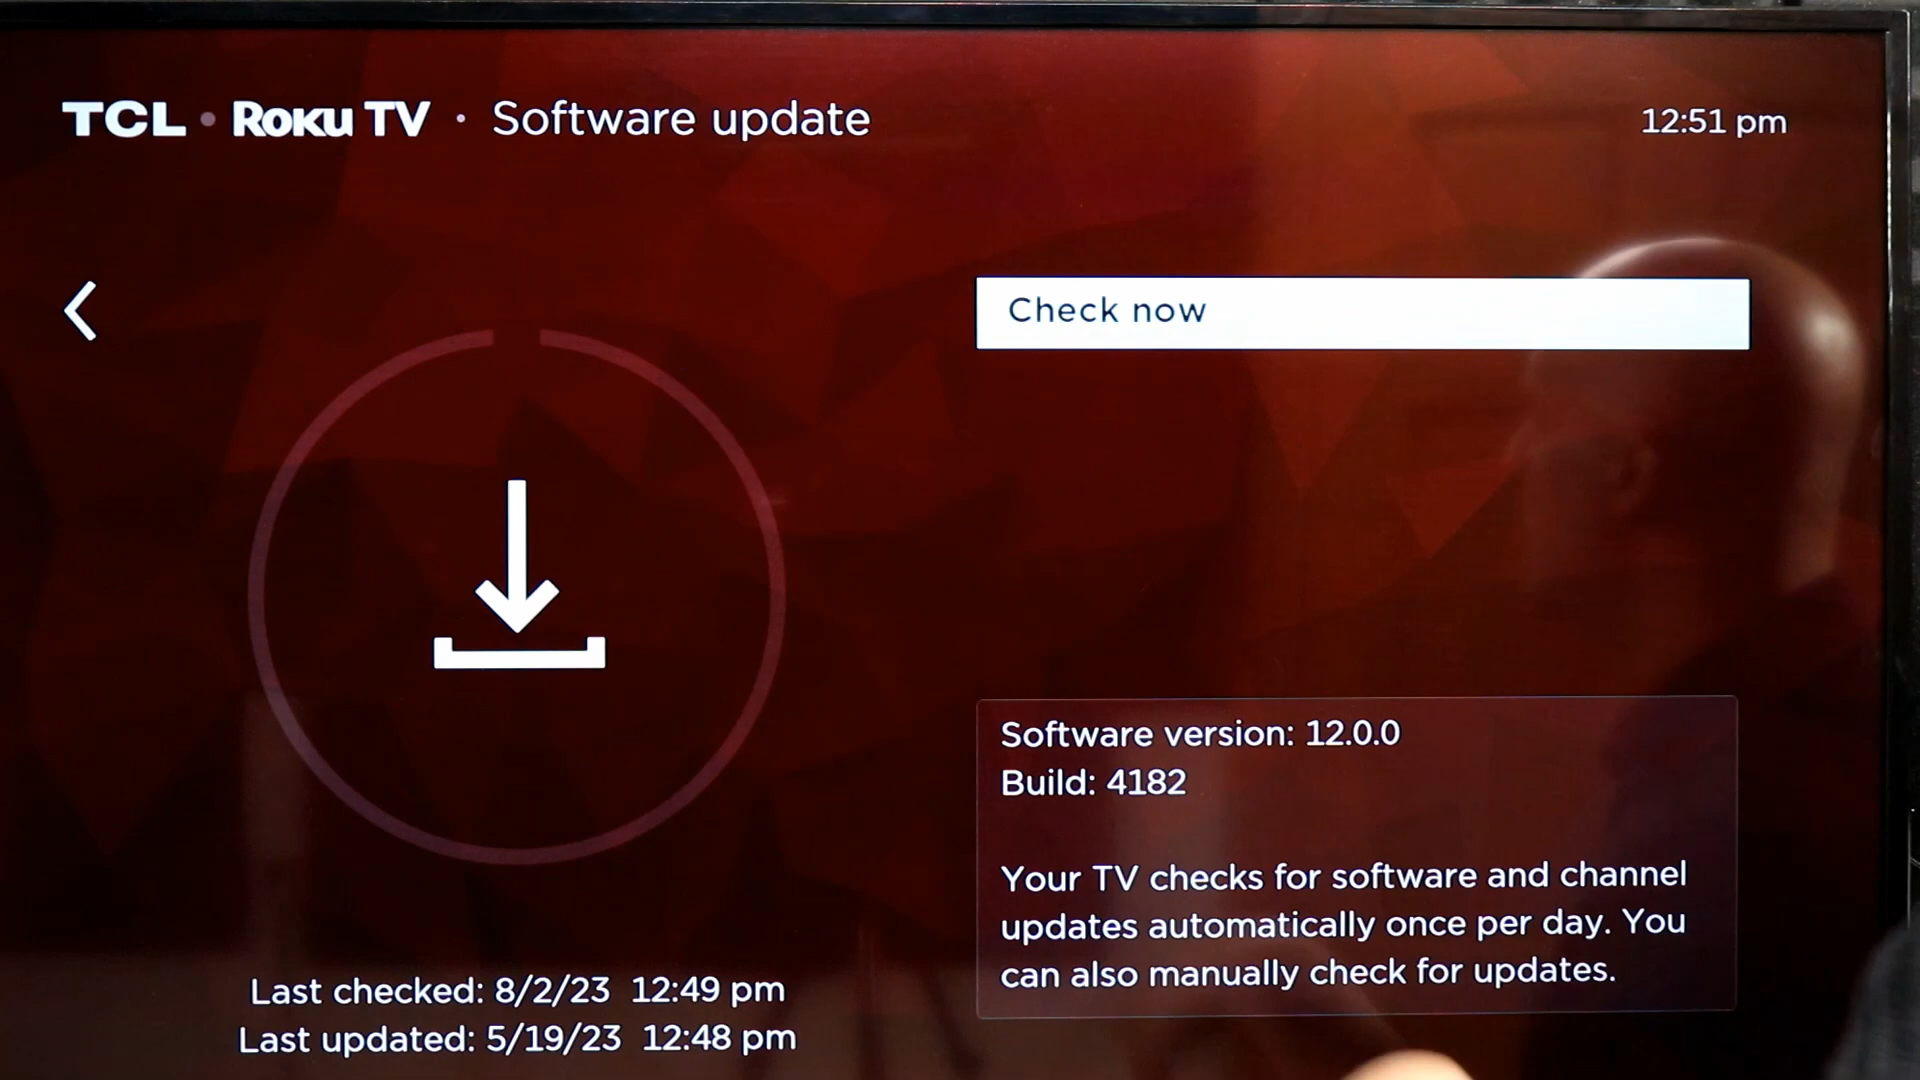 TCL • Roku TV • Software update
12:51 pm
Check now
Software version: 12.0.0
Build: 4182
Your TV checks for software and channel
updates automatically once per day. You
can also manually check for updates.
Last checked: 8/2/23 12:49 pm
Last updated: 5/19/23 12:48 pm